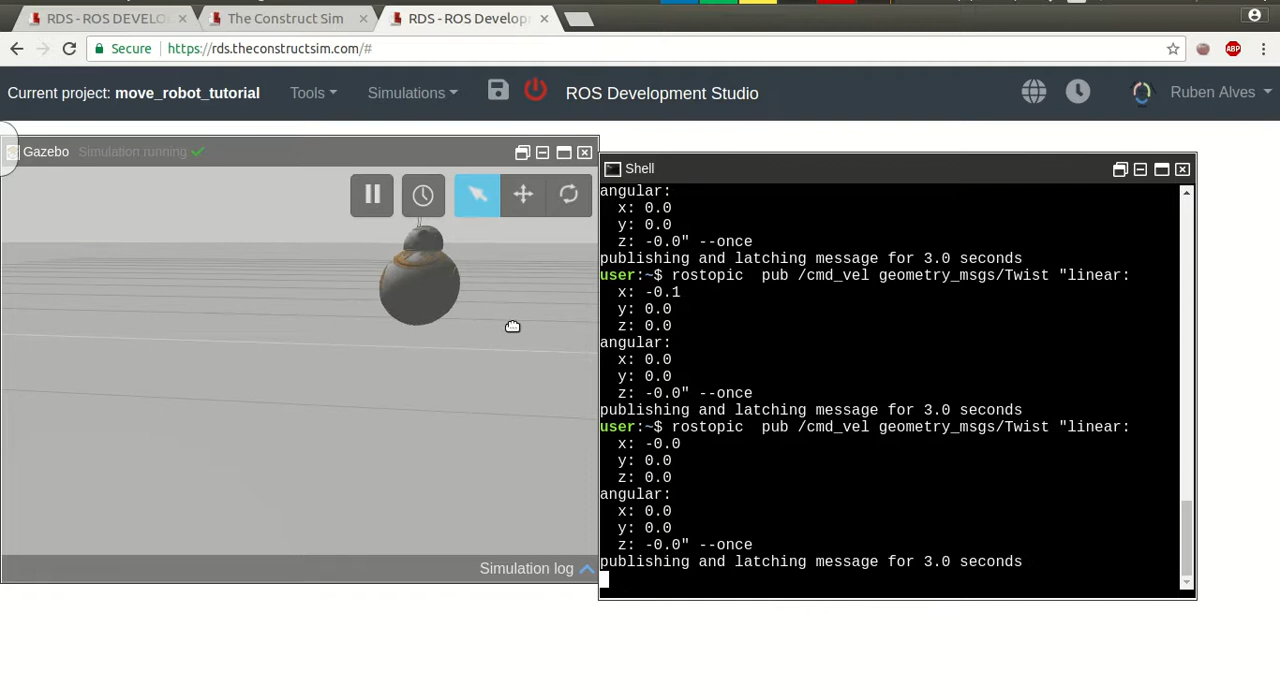 RDS - ROS DEVELO
The Construct Sim
RDS - ROS Develop
Secure
https://rds.theconstructsim.com/#
ABP
Current project: move_robot_tutorial
Tools
Simulations
ROS Development Studio
Ruben Alves
Gazebo
Simulation running
Simulation log
Shell
angular:
x: 0.0
y: 0.0
z: -0.0" --once
publishing and latching message for 3.0 seconds
user:~$ rostopic  pub /cmd_vel geometry_msgs/Twist "linear:
x: -0.1
y: 0.0
z: 0.0
angular:
x: 0.0
y: 0.0
z: -0.0" --once
publishing and latching message for 3.0 seconds
user:~$ rostopic  pub /cmd_vel geometry_msgs/Twist "linear:
x: -0.0
y: 0.0
z: 0.0
angular:
x: 0.0
y: 0.0
z: -0.0" --once
publishing and latching message for 3.0 seconds